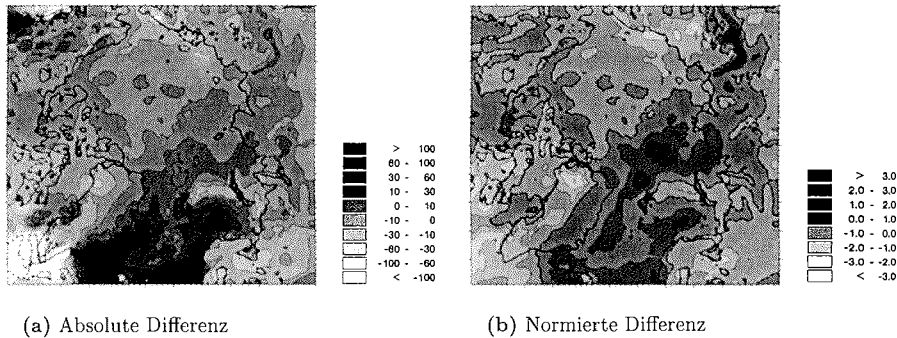 > 100
60 - 100
30 - 60
10 - 30
0 - 10
-10 - 0
-30 - -10
-60 - -30
-100 - -60
< -100
> 3.0
2.0 - 3.0
1.0 - 2.0
0.0 - 1.0
-1.0 - 0.0
-2.0 - -1.0
-3.0 - -2.0
< -3.0
(a) Absolute Differenz
(b) Normierte Differenz